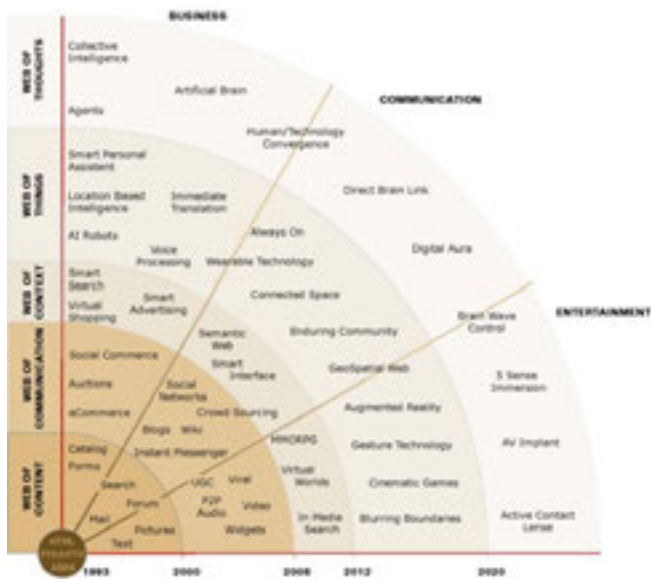 BUSINESS
COMMUNICATION
ENTERTAINMENT
WEB OF
THOUGHTS
Collective
Intelligence
Artificial Brain
Agents
Human/Technology
Convergence
Direct Brain Link
Digital Aura
Brain Wave
Control
5 Sense
Immersion
AV Implant
Active Contact
Lense
WEB OF
THINGS
Smart Personal
Assistent
Location Based
Intelligence
Immediate
Translation
AI Robots
Voice
Processing
Always On
Wearable Technology
Connected Space
Enduring Community
GeoSpatial Web
Augmented Reality
Gesture Technology
Cinematic Games
Blurring Boundaries
WEB OF
CONTEXT
Smart
Search
Virtual
Shopping
Smart
Advertising
Semantic
Web
Smart
Interface
MMORPG
Virtual
Worlds
In Media
Search
WEB OF
COMMUNICATION
Social Commerce
Auctions
eCommerce
Social
Networks
Crowd Sourcing
Blogs
Wiki
Instant Messenger
UGC
Viral
P2P
Audio
Video
Widgets
WEB OF
CONTENT
Catalog
Forms
Search
Forum
Mail
Pictures
Text
1993
2000
2008
2012
2020